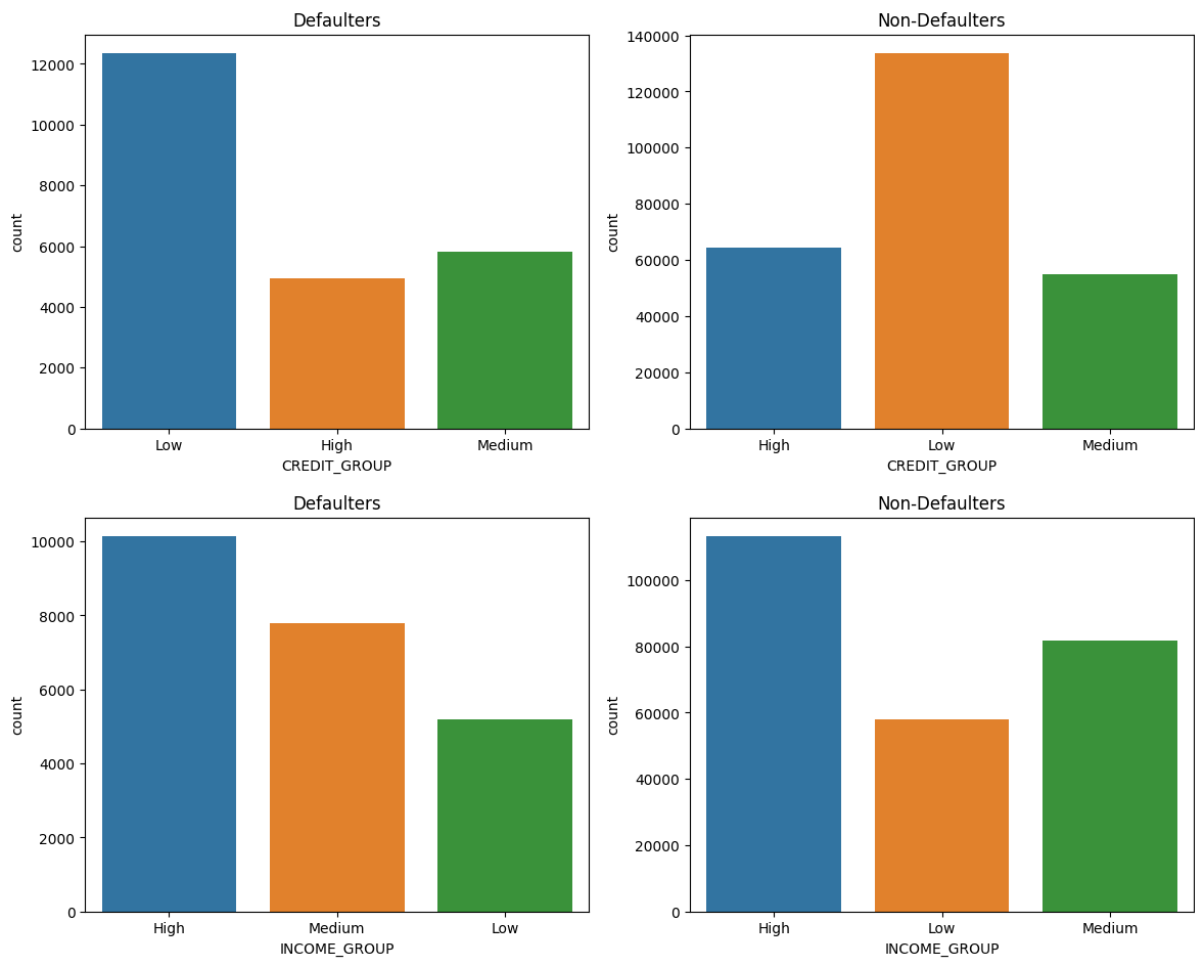 Defaulters
12000
10000
8000
6000
4000
2000
0
count
Low High Medium
CREDIT_GROUP
Non-Defaulters
140000
120000
100000
80000
60000
40000
20000
0
count
High Low Medium
CREDIT_GROUP
Defaulters
10000
8000
6000
4000
2000
0
count
High Medium Low
INCOME_GROUP
Non-Defaulters
100000
80000
60000
40000
20000
0
count
High Low Medium
INCOME_GROUP